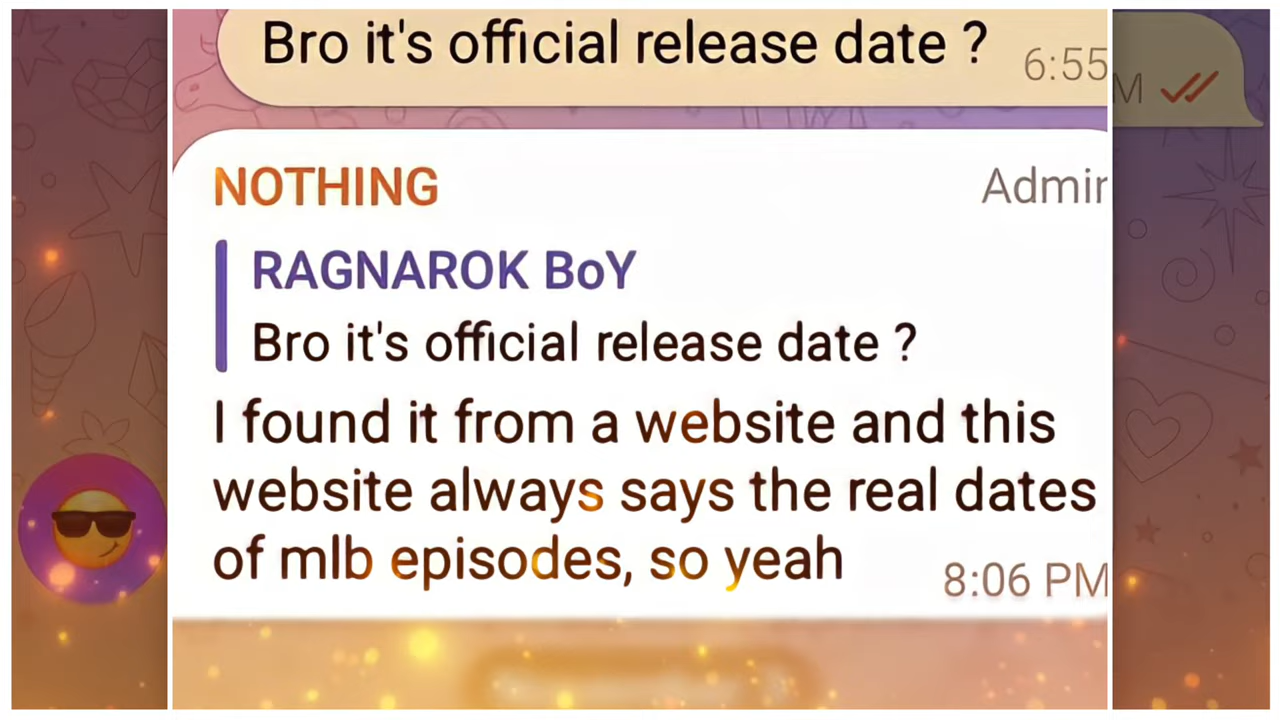 Bro it's official release date ?
6:55
M
NOTHING
Admin
RAGNAROK BoY
Bro it's official release date ?
I found it from a website and this
website always says the real dates
of mlb episodes, so yeah
8:06 PM